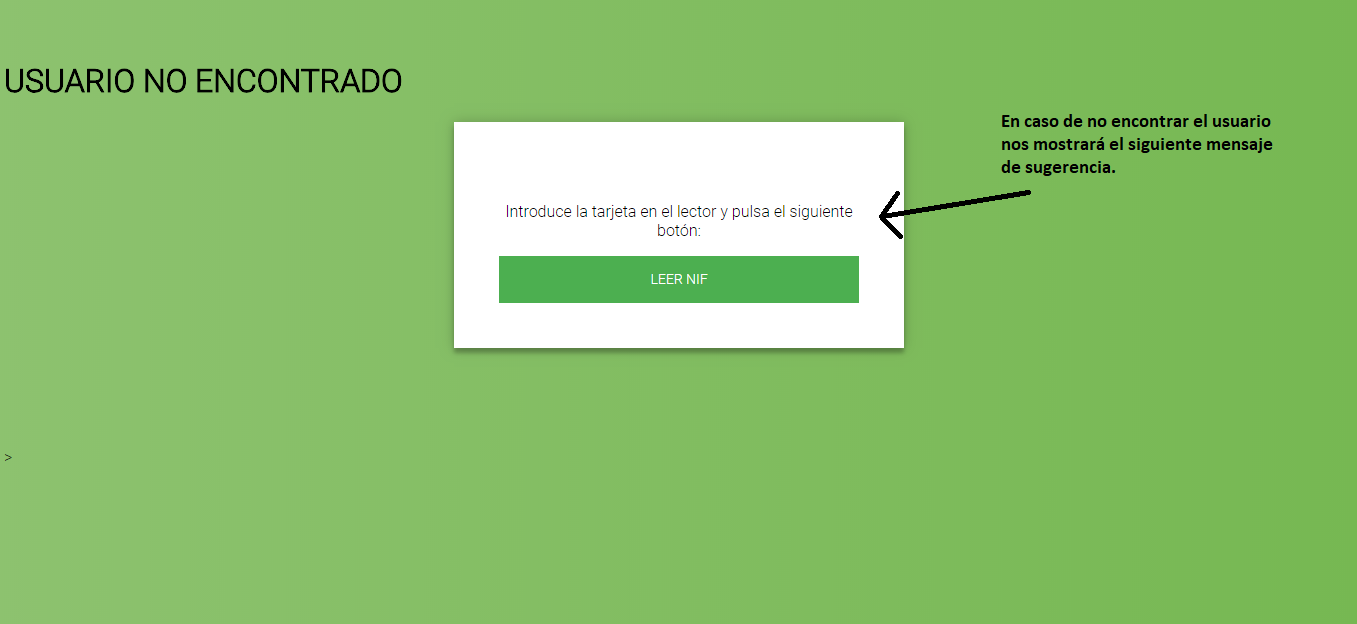 USUARIO NO ENCONTRADO
En caso de no encontrar el usuario
nos mostrará el siguiente mensaje
de sugerencia.
Introduce la tarjeta en el lector y pulsa el siguiente
botón:
LEER NIF
>